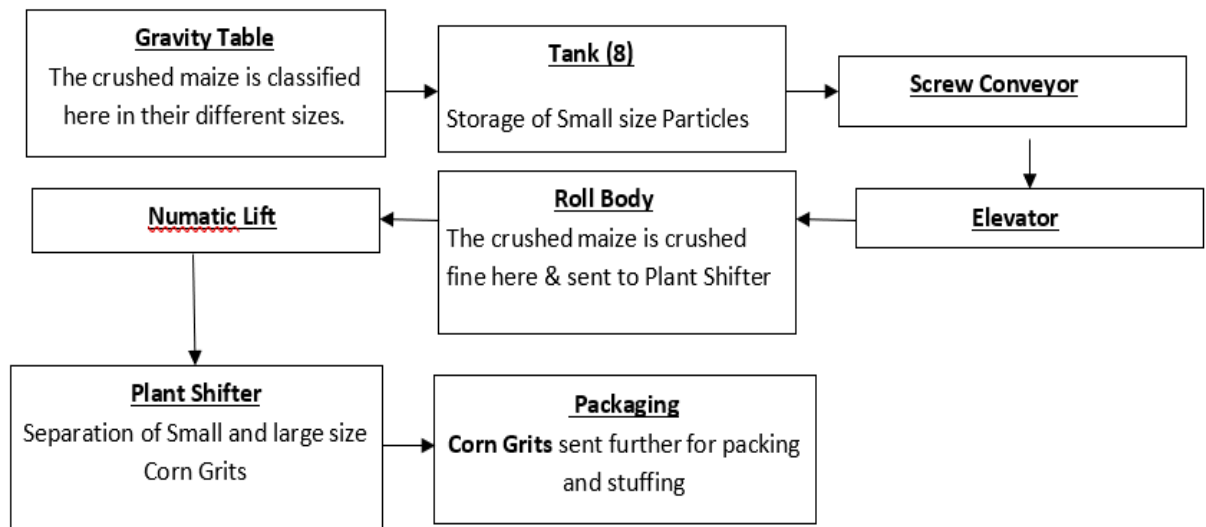 Gravity Table
The crushed maize is classified
here in their different sizes.
Tank (8)
Storage of Small size Particles
Screw Conveyor
Elevator
Roll Body
The crushed maize is crushed
fine here & sent to Plant Shifter
Numatic Lift
Plant Shifter
Separation of Small and large size
Corn Grits
Packaging
Corn Grits sent further for packing
and stuffing